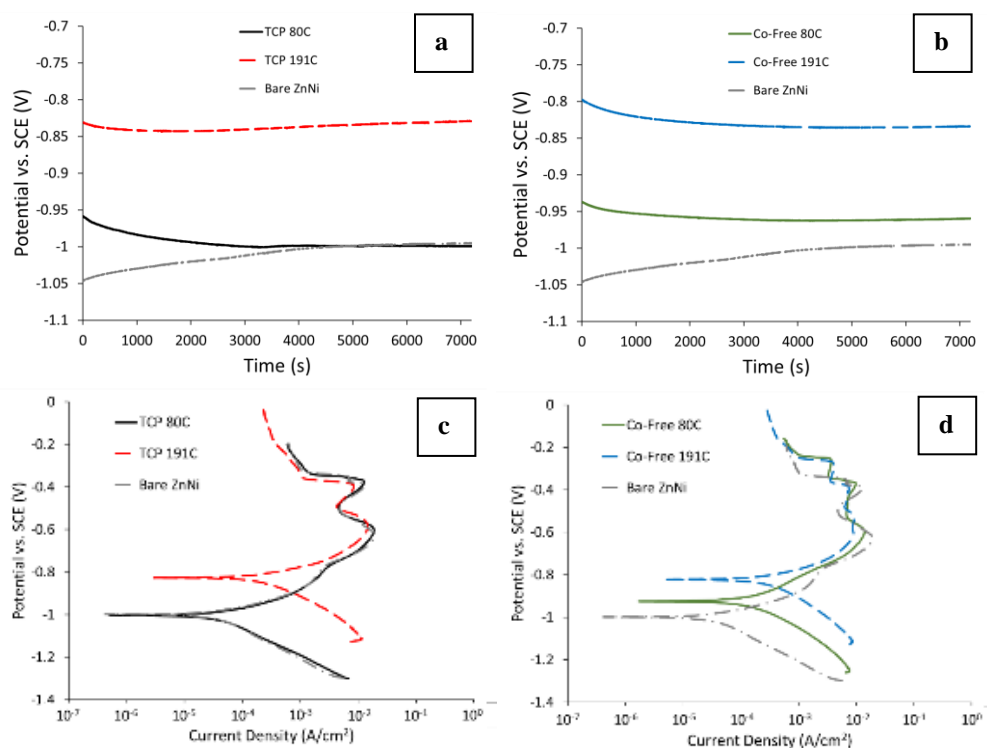 a
TCP 80C
TCP 191C
Bare ZnNi
Potential vs. SCE (V)
-0.7
-0.75
-0.8
-0.85
-0.9
-0.95
-1
-1.05
-1.1
0 1000 2000 3000 4000 5000 6000 7000
Time (s)
b
Co-Free 80C
Co-Free 191C
Bare ZnNi
Potential vs. SCE (V)
-0.7
-0.75
-0.8
-0.85
-0.9
-0.95
-1
-1.05
-1.1
0 1000 2000 3000 4000 5000 6000 7000
Time (s)
c
TCP 80C
TCP 191C
Bare ZnNi
Potential vs. SCE (V)
0
-0.2
-0.4
-0.6
-0.8
-1
-1.2
-1.4
10⁻⁷ 10⁻⁶ 10⁻⁵ 10⁻⁴ 10⁻³ 10⁻² 10⁻¹ 10⁰
Current Density (A/cm²)
d
Co-Free 80C
Co-Free 191C
Bare ZnNi
Potential vs. SCE (V)
0
-0.2
-0.4
-0.6
-0.8
-1
-1.2
-1.4
10⁻⁷ 10⁻⁶ 10⁻⁵ 10⁻⁴ 10⁻³ 10⁻² 10⁻¹ 10⁰
Current Density (A/cm²)